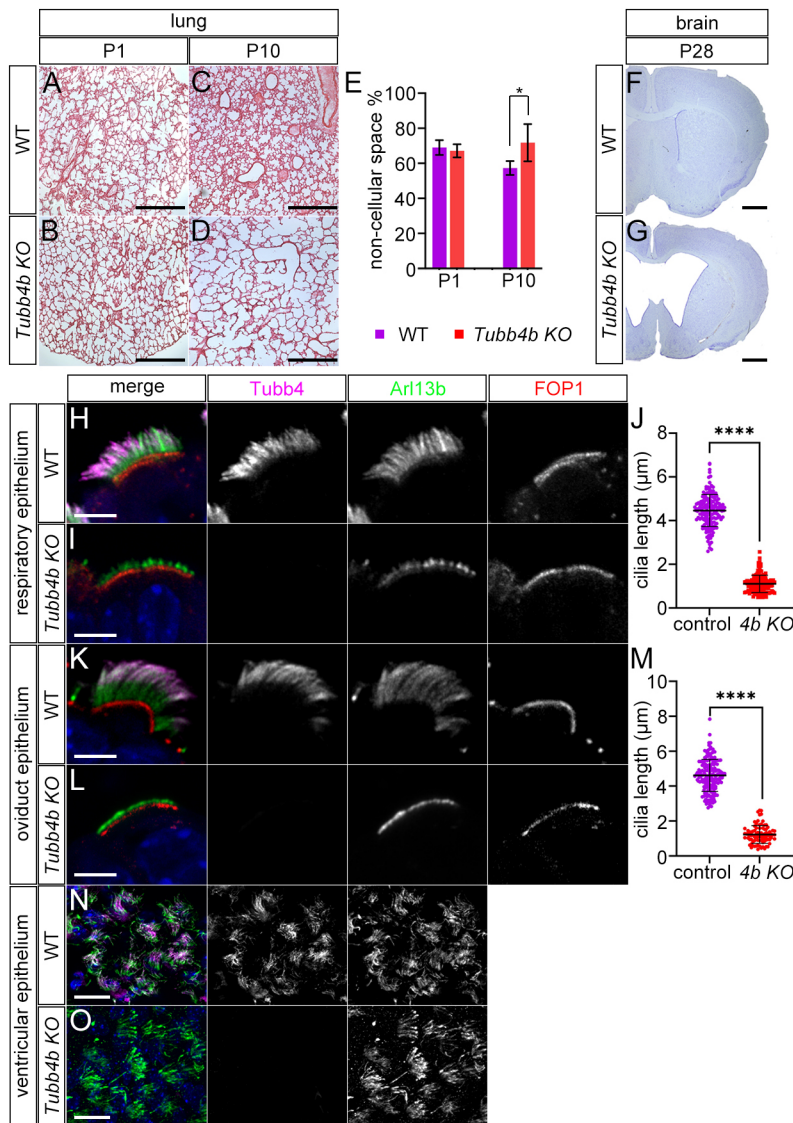 lung
brain
P1
P10
P28
WT
A
C
E
F
non-cellular space %
100
80
60
40
20
0
*
P1
P10
Tubb4b KO
B
D
WT
Tubb4b KO
WT
Tubb4b KO
G
merge
Tubb4
Arl13b
FOP1
respiratory epithelium
WT
H
J
cilia length (µm)
8
6
4
2
0
****
control
4b KO
Tubb4b KO
I
oviduct epithelium
WT
K
M
cilia length (µm)
10
8
6
4
2
0
****
control
4b KO
Tubb4b KO
L
ventricular epithelium
WT
N
Tubb4b KO
O